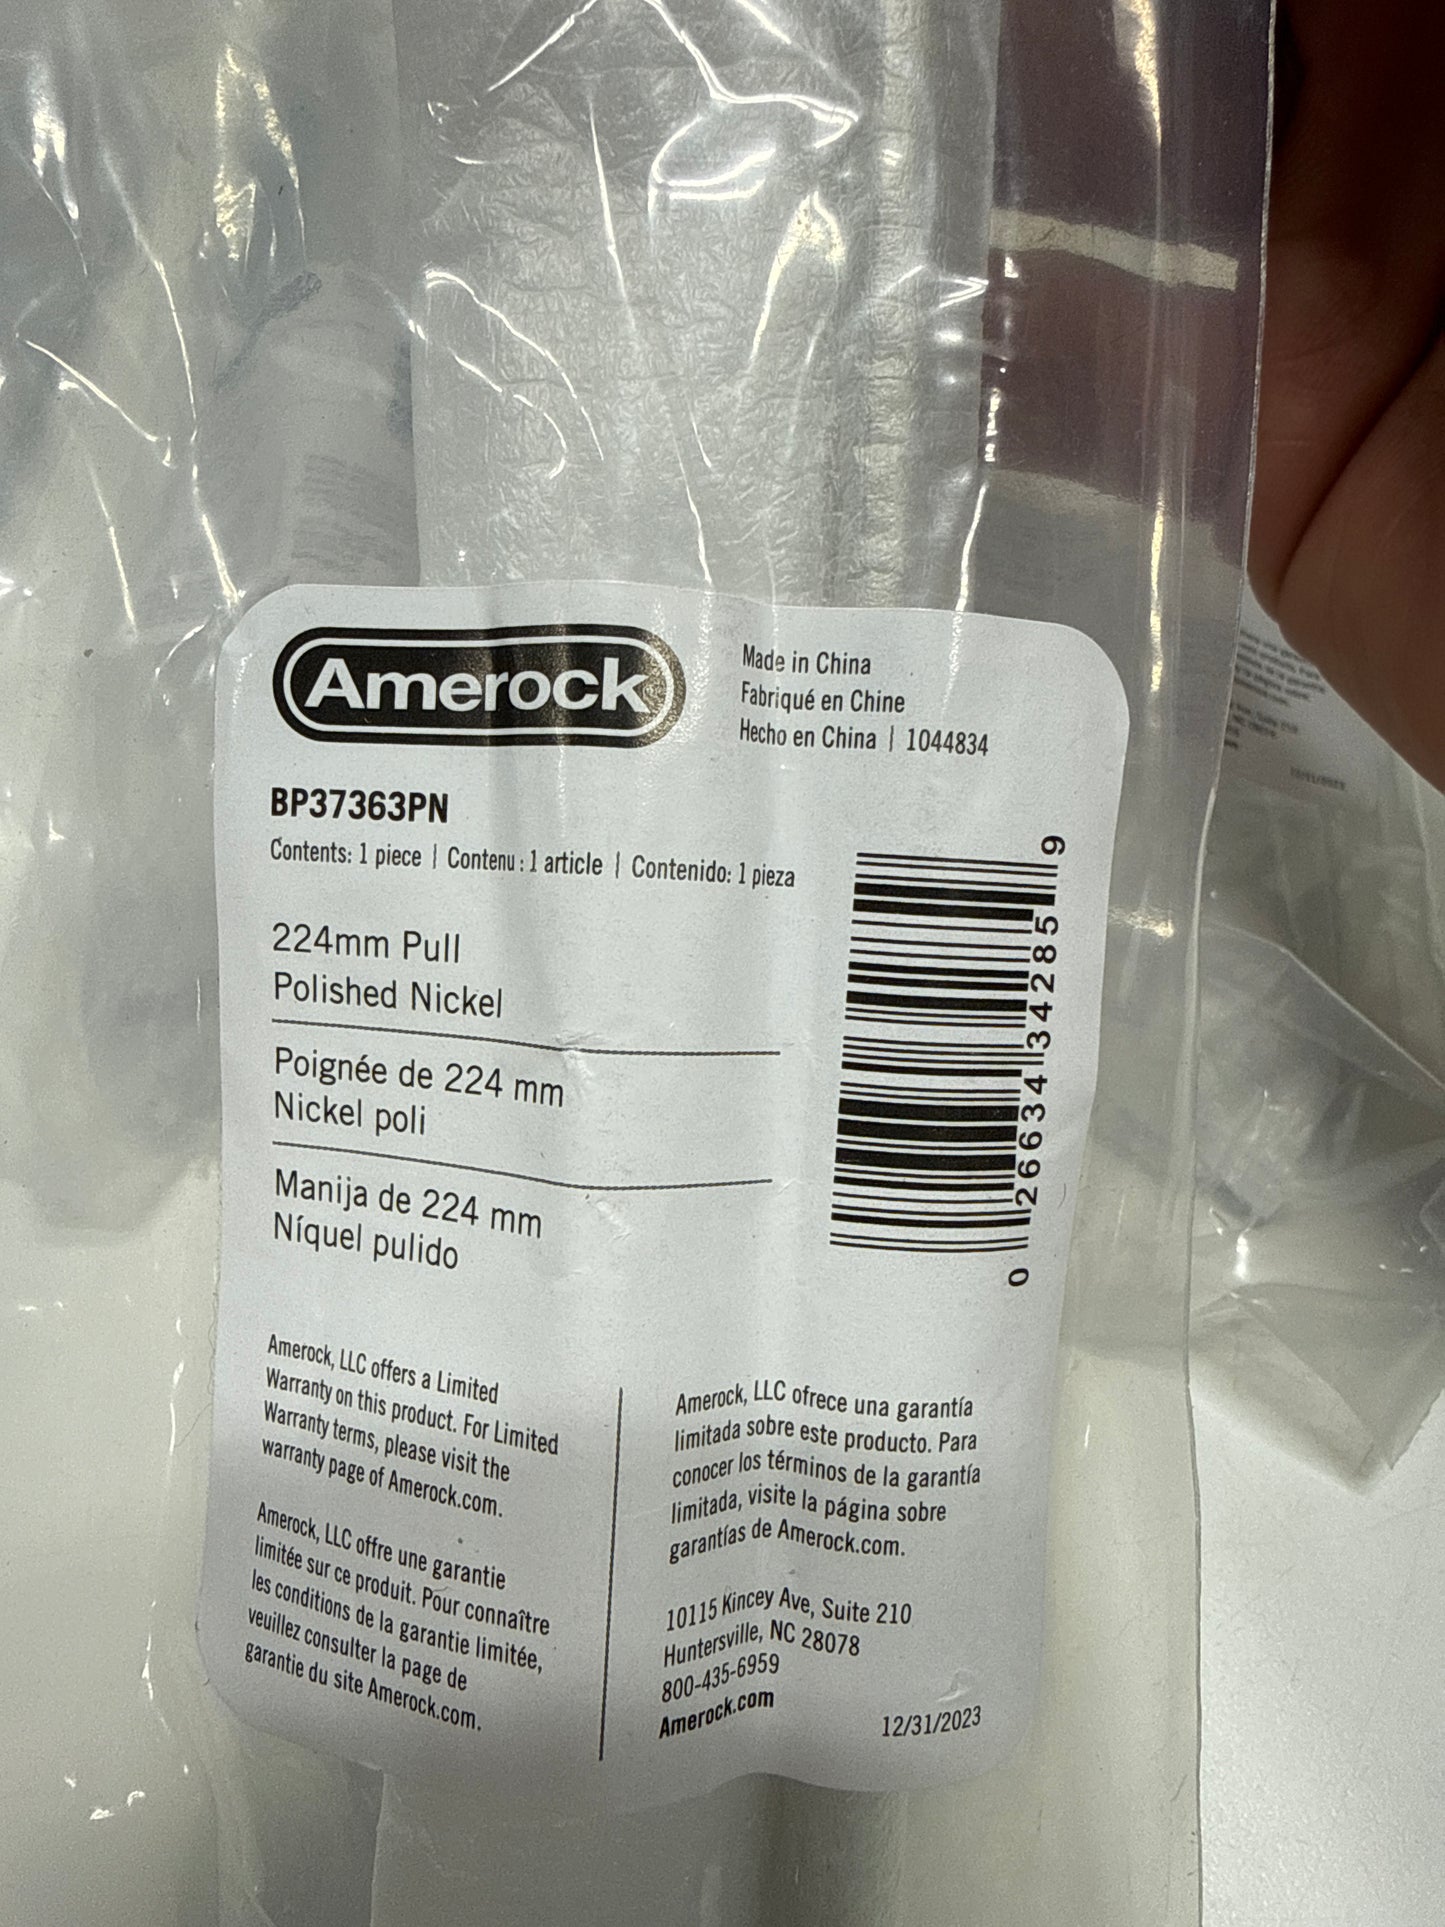 Amerock
Made in China
Fabriqué en Chine
Hecho en China | 1044834
BP37363PN
Contents: 1 piece | Contenu : 1 article | Contenido: 1 pieza
224mm Pull
Polished Nickel
Poignée de 224 mm
Nickel poli
Manija de 224 mm
Níquel pulido
0 26634 34285 9
Amerock, LLC offers a Limited
Warranty on this product. For Limited
Warranty terms, please visit the
warranty page of Amerock.com.
Amerock, LLC offre une garantie
limitée sur ce produit. Pour connaître
les conditions de la garantie limitée,
veuillez consulter la page de
garantie du site Amerock.com.
Amerock, LLC ofrece una garantía
limitada sobre este producto. Para
conocer los términos de la garantía
limitada, visite la página sobre
garantías de Amerock.com.
10115 Kincey Ave, Suite 210
Huntersville, NC 28078
800-435-6959
Amerock.com
12/31/2023